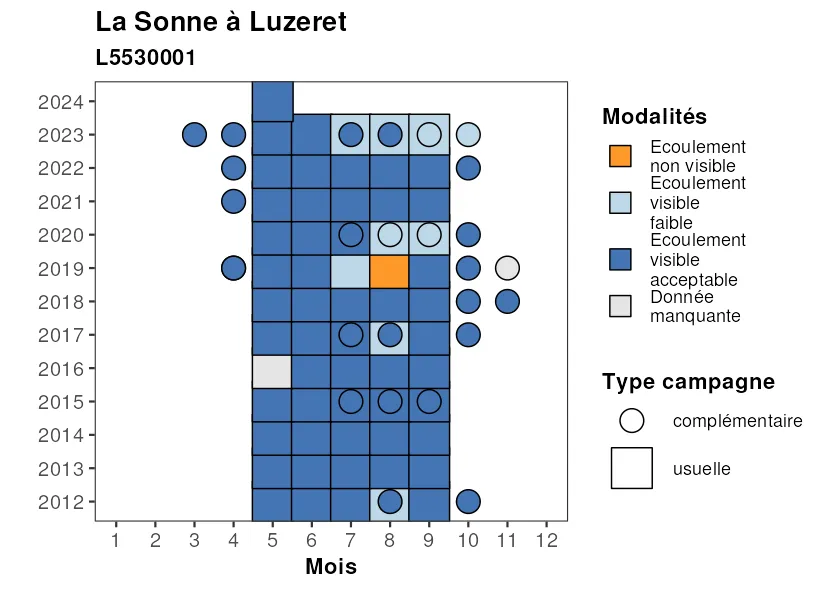 La Sonne à Luzeret
L5530001
2024
2023
2022
2021
2020
2019
2018
2017
2016
2015
2014
2013
2012
1 2 3 4 5 6 7 8 9 10 11 12
Mois
Modalités
Ecoulement
non visible
Ecoulement
visible
faible
Ecoulement
visible
acceptable
Donnée
manquante
Type campagne
complémentaire
usuelle